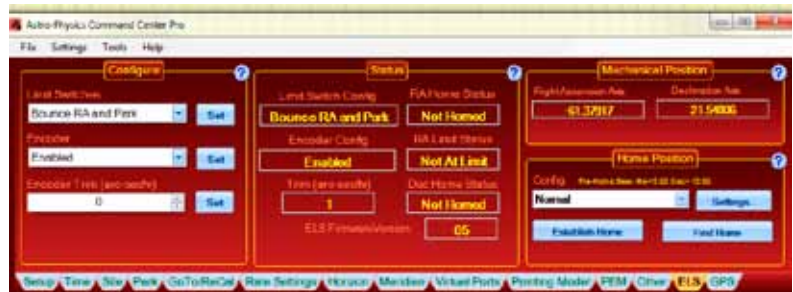 Astro-Physics Command Center Pro
File Settings Tools Help
Configure
Limit Switches
Bounce RA and Park Set
Encoder
Enabled Set
Encoder Trim (arc-sec/hr)
0 Set
Status
Limit Switch Config RA Home Status
Bounce RA and Park Not Homed
Encoder Config RA Limit Status
Enabled Not At Limit
Trim (arc-sec/hr) Dec Home Status
1 Not Homed
ELS Firmware Version 05
Mechanical Position
Right Ascension Axis Declination Axis
21.54806
Home Position
Config
Normal Settings
Establish Home Find Home
Setup Time Site Park GoTo/ReCal Rate Settings Horizon Meridian Virtual Ports Pointing Model PEM Other ELS GPS